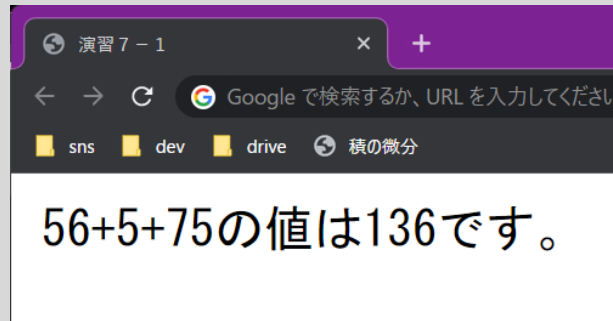 演習７－１
Google で検索するか、URL を入力してください
sns dev drive 積の微分
56+5+75の値は136です。